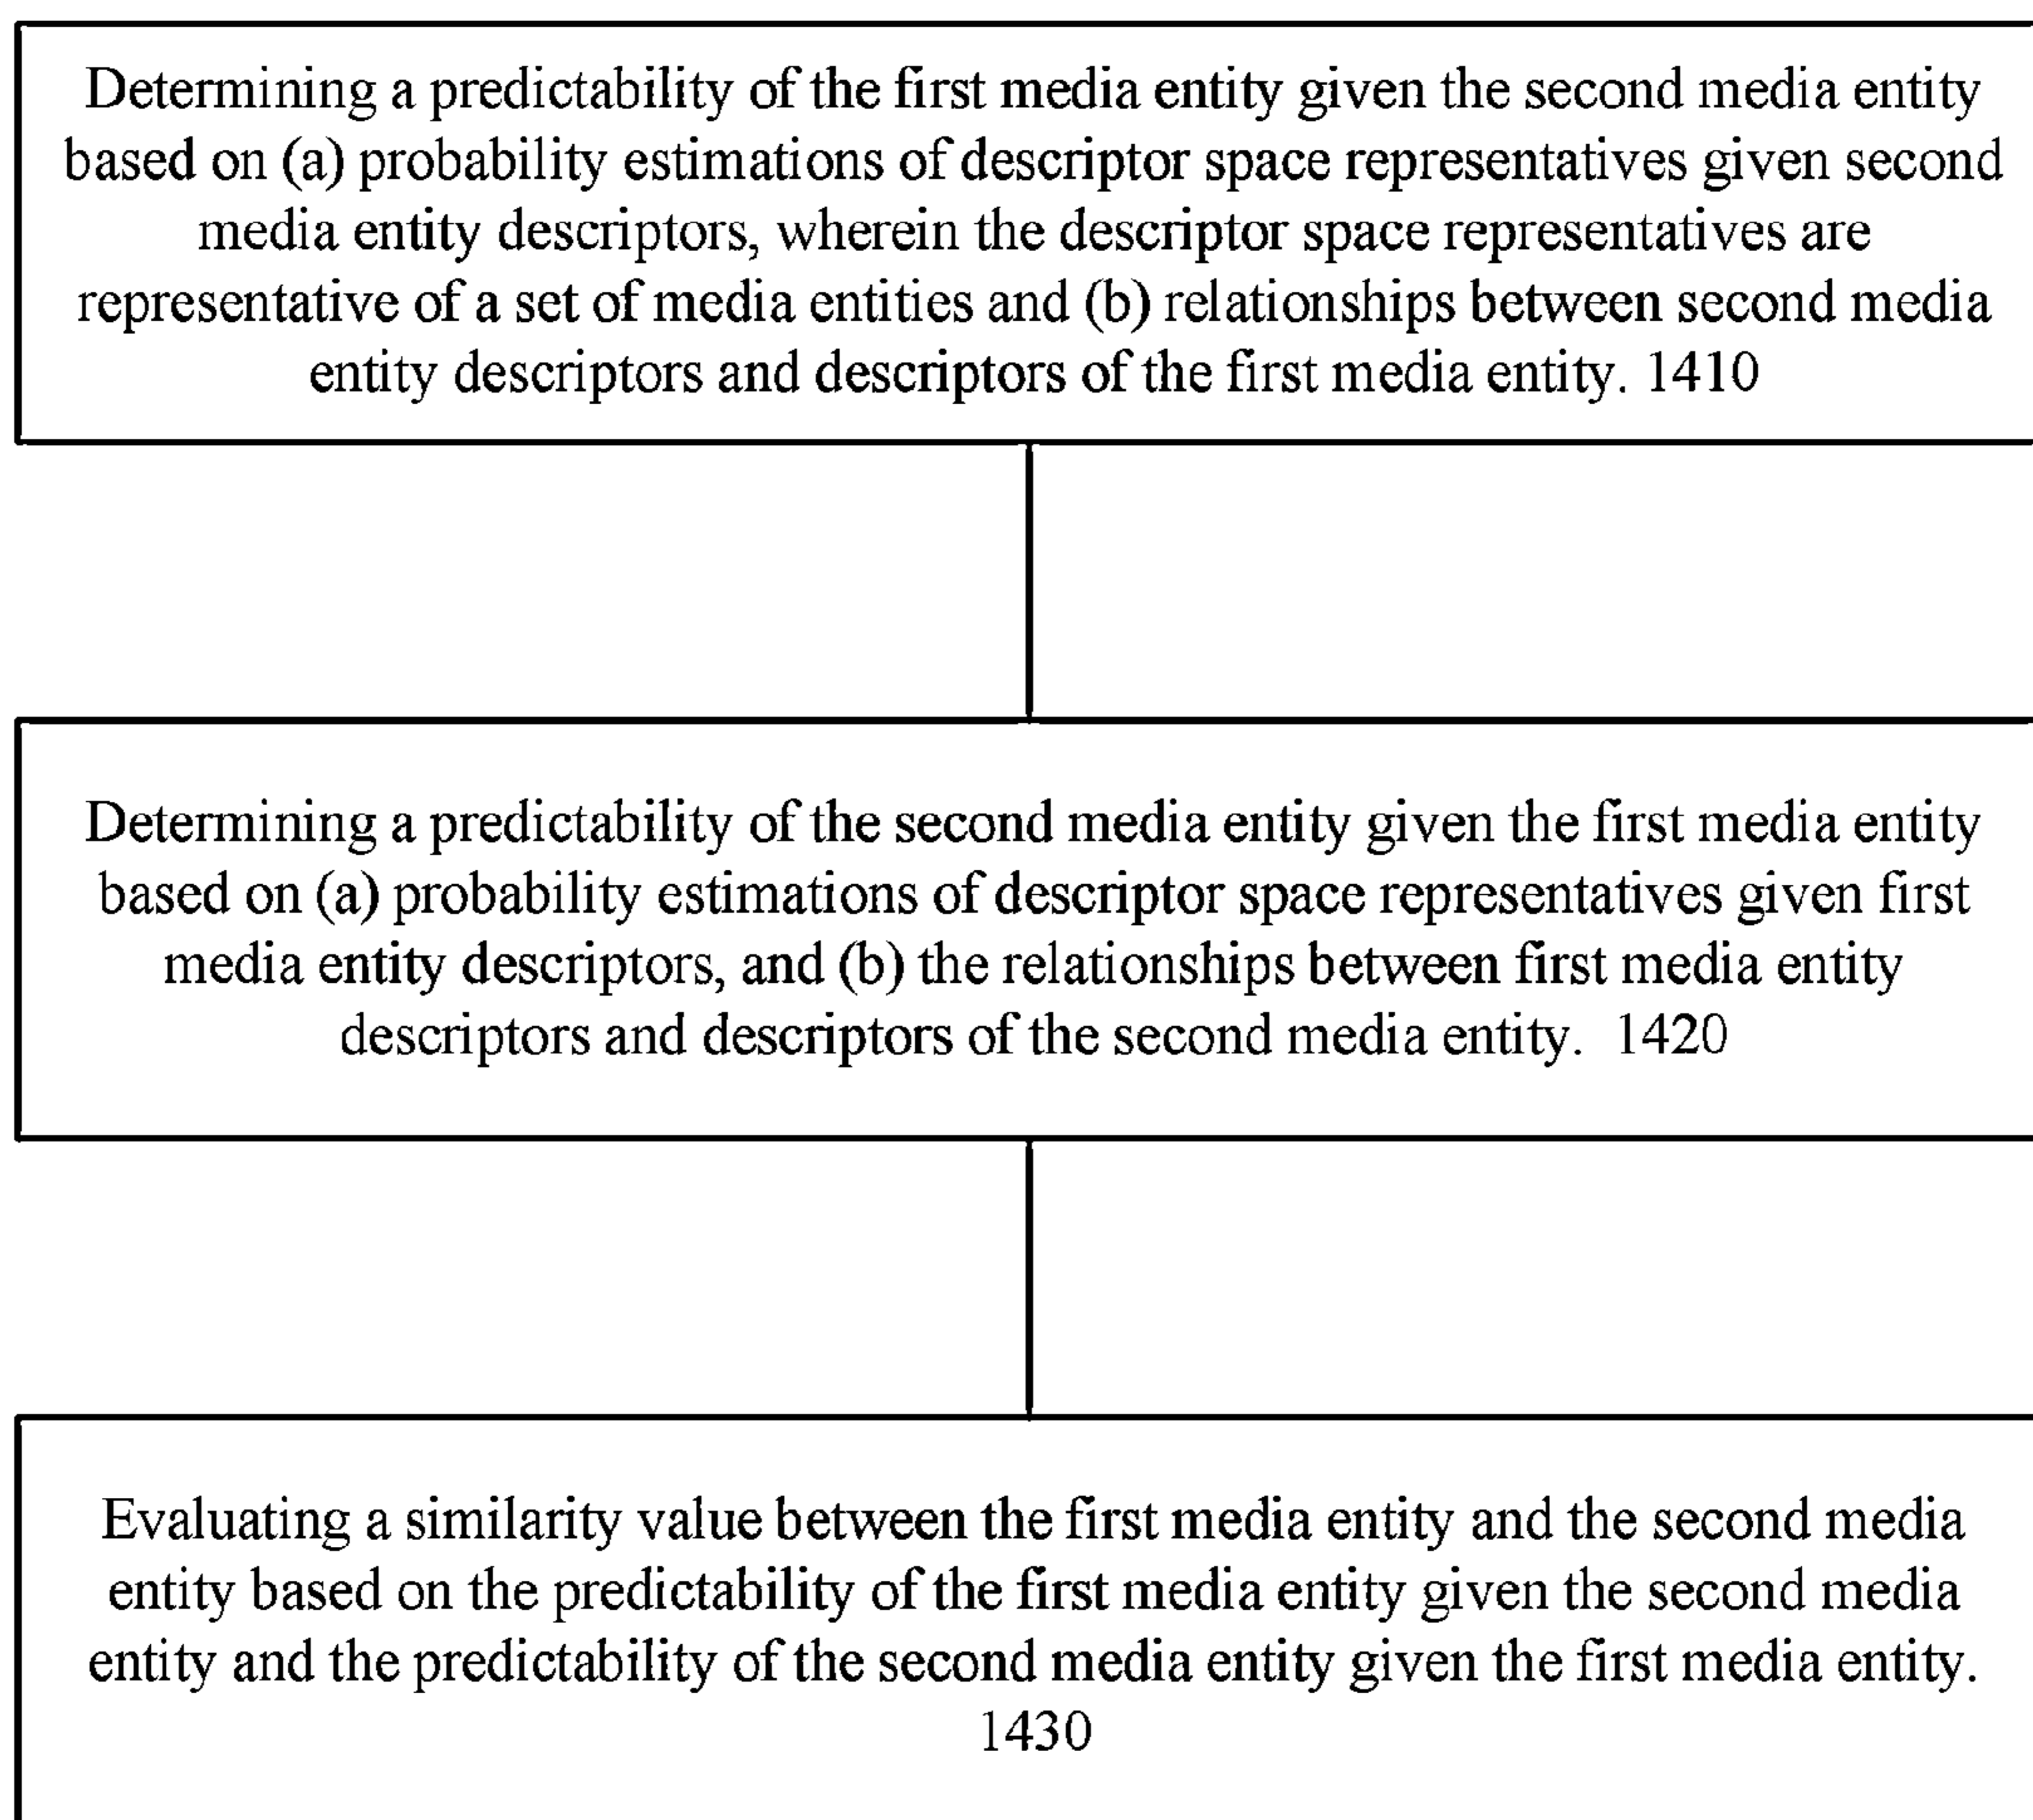 Determining a predictability of the first media entity given the second media entity
based on (a) probability estimations of descriptor space representatives given second
media entity descriptors, wherein the descriptor space representatives are
representative of a set of media entities and (b) relationships between second media
entity descriptors and descriptors of the first media entity. 1410
Determining a predictability of the second media entity given the first media entity
based on (a) probability estimations of descriptor space representatives given first
media entity descriptors, and (b) the relationships between first media entity
descriptors and descriptors of the second media entity. 1420
Evaluating a similarity value between the first media entity and the second media
entity based on the predictability of the first media entity given the second media
entity and the predictability of the second media entity given the first media entity.
1430